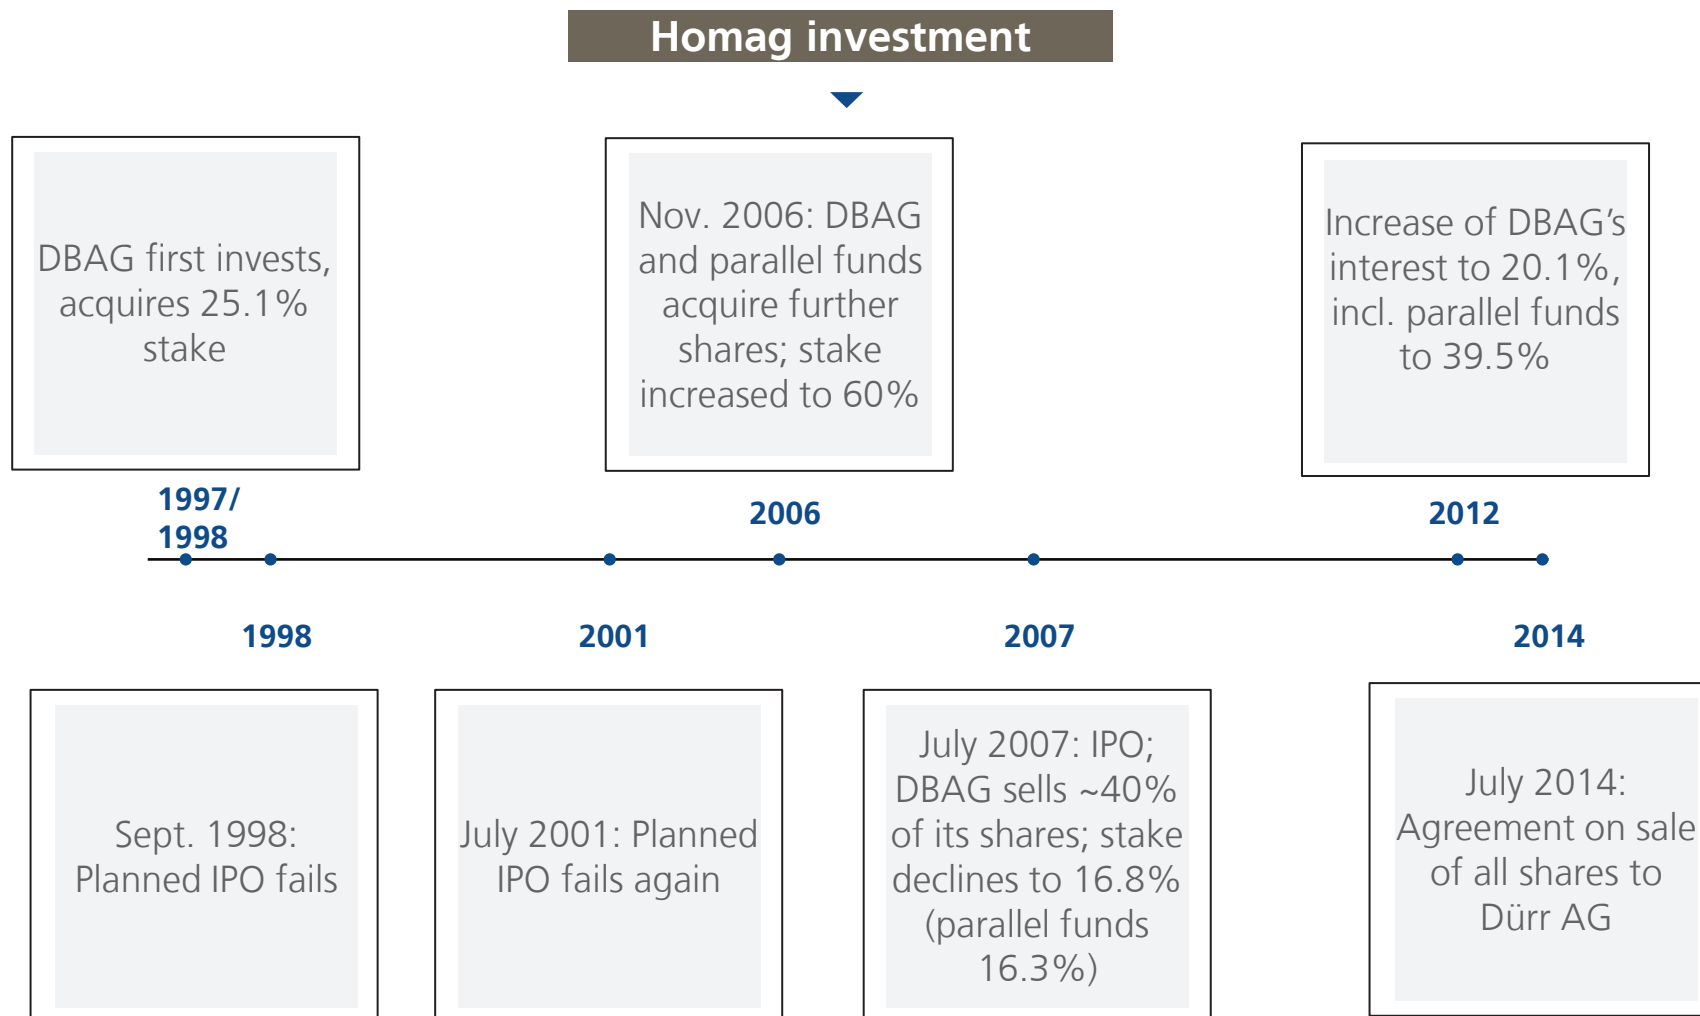 Homag investment
DBAG first invests,
acquires 25.1%
stake
Nov. 2006: DBAG
and parallel funds
acquire further
shares; stake
increased to 60%
Increase of DBAG’s
interest to 20.1%,
incl. parallel funds
to 39.5%
1997/
1998
2006
2012
1998
2001
2007
2014
Sept. 1998:
Planned IPO fails
July 2001: Planned
IPO fails again
July 2007: IPO;
DBAG sells ~40%
of its shares; stake
declines to 16.8%
(parallel funds
16.3%)
July 2014:
Agreement on sale
of all shares to
Dürr AG